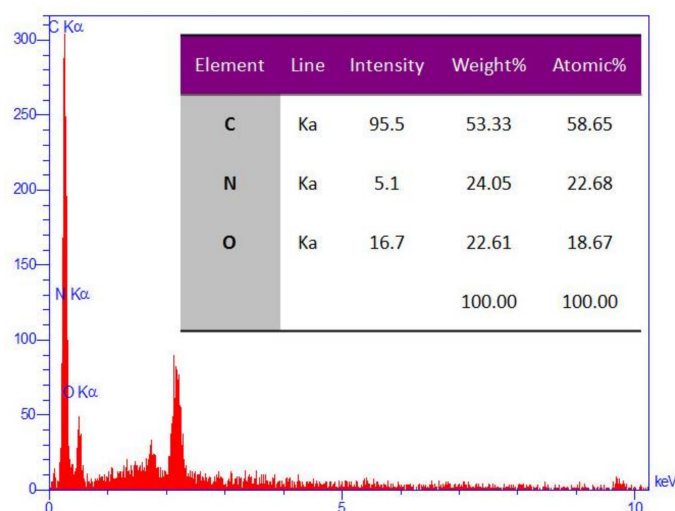 C Kα
300
250
200
150
N Kα
100
O Kα
50
0
0
5
10
keV
Element Line Intensity Weight% Atomic%
C Ka 95.5 53.33 58.65
N Ka 5.1 24.05 22.68
O Ka 16.7 22.61 18.67
100.00 100.00